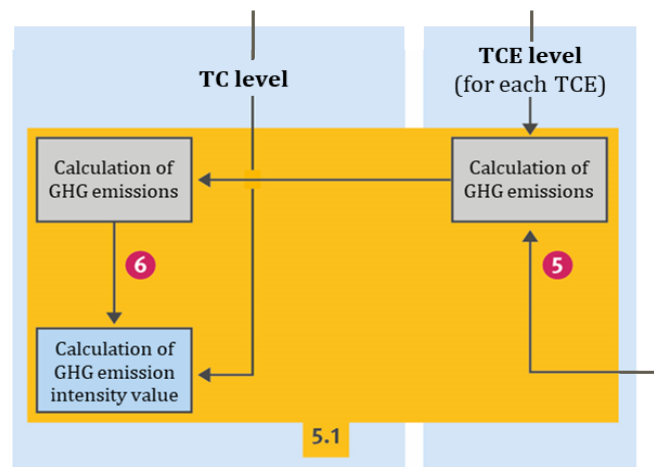 TC level
TCE level
(for each TCE)
Calculation of
GHG emissions
Calculation of
GHG emissions
6
5
Calculation of
GHG emission
intensity value
5.1